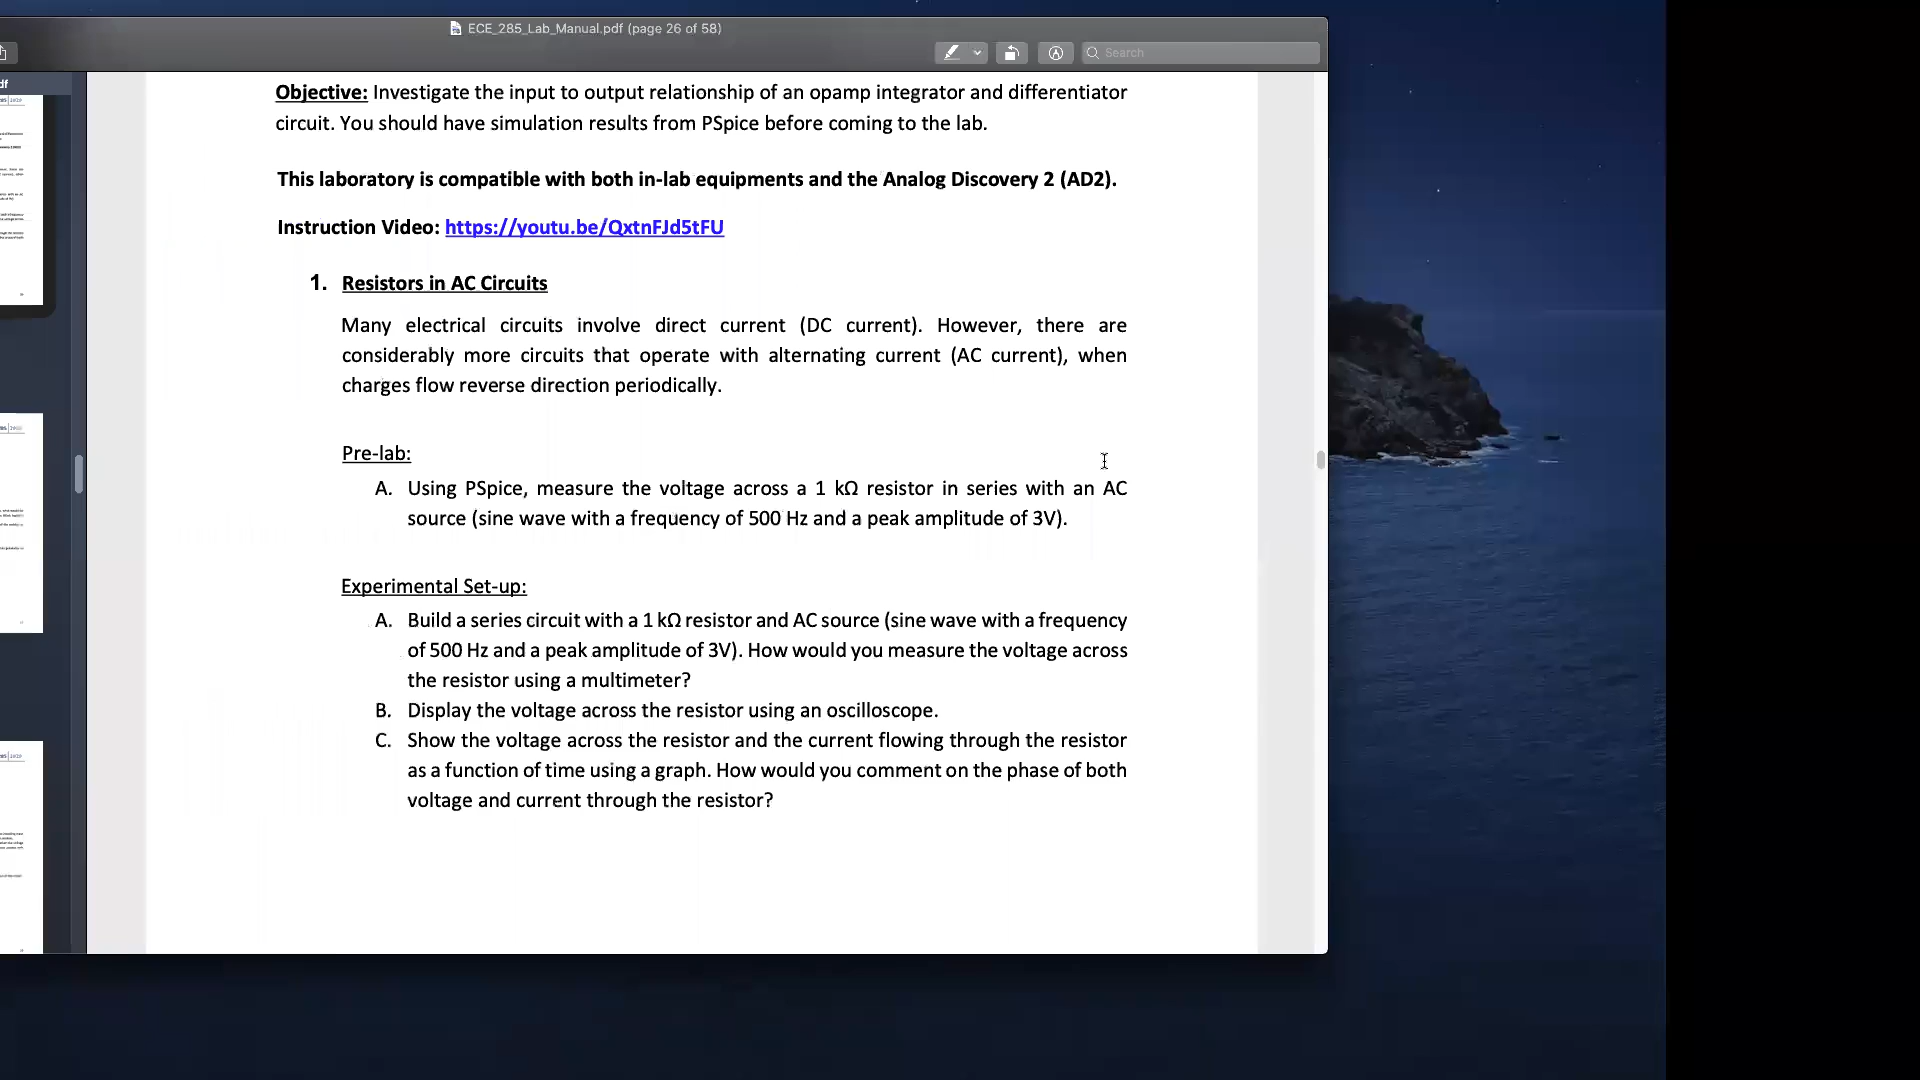 ECE_285_Lab_Manual.pdf (page 26 of 58)
Search
df
Objective: Investigate the input to output relationship of an opamp integrator and differentiator
circuit. You should have simulation results from PSpice before coming to the lab.
This laboratory is compatible with both in-lab equipments and the Analog Discovery 2 (AD2).
Instruction Video: https://youtu.be/QxtnFJd5tFU
1. Resistors in AC Circuits
Many electrical circuits involve direct current (DC current). However, there are
considerably more circuits that operate with alternating current (AC current), when
charges flow reverse direction periodically.
Pre-lab:
A. Using PSpice, measure the voltage across a 1 kΩ resistor in series with an AC
source (sine wave with a frequency of 500 Hz and a peak amplitude of 3V).
Experimental Set-up:
A. Build a series circuit with a 1 kΩ resistor and AC source (sine wave with a frequency
of 500 Hz and a peak amplitude of 3V). How would you measure the voltage across
the resistor using a multimeter?
B. Display the voltage across the resistor using an oscilloscope.
C. Show the voltage across the resistor and the current flowing through the resistor
as a function of time using a graph. How would you comment on the phase of both
voltage and current through the resistor?